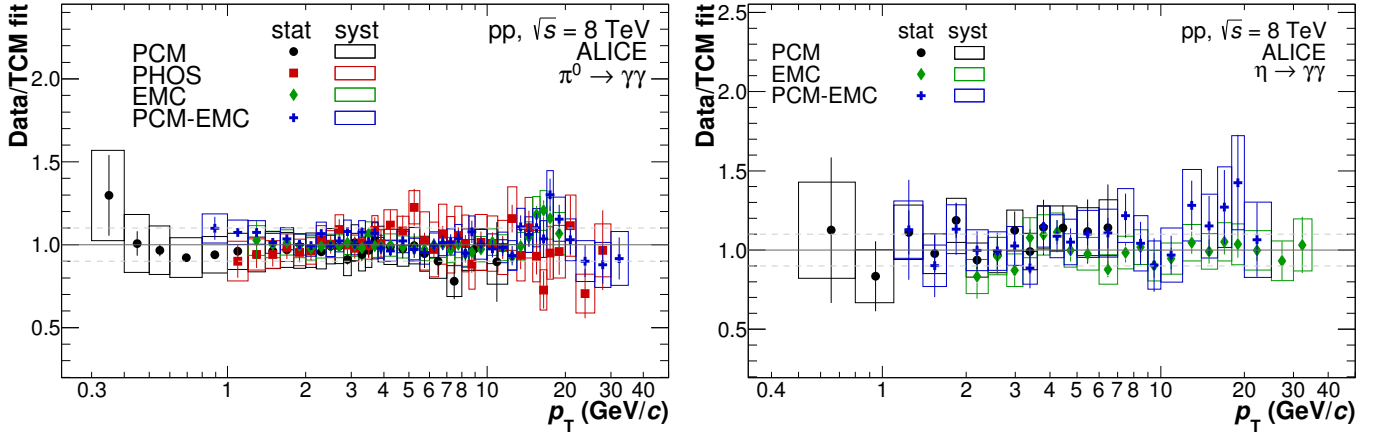 Data/TCM fit
2.0
1.5
1.0
0.5
stat syst
PCM
PHOS
EMC
PCM-EMC
pp, √s = 8 TeV
ALICE
π⁰ → γγ
0.3 1 2 3 4 5 6 7 8 10 20 40
p_T (GeV/c)
Data/TCM fit
2.5
2.0
1.5
1.0
0.5
stat syst
PCM
EMC
PCM-EMC
pp, √s = 8 TeV
ALICE
η → γγ
0.4 1 2 3 4 5 6 7 10 20 30 40
p_T (GeV/c)